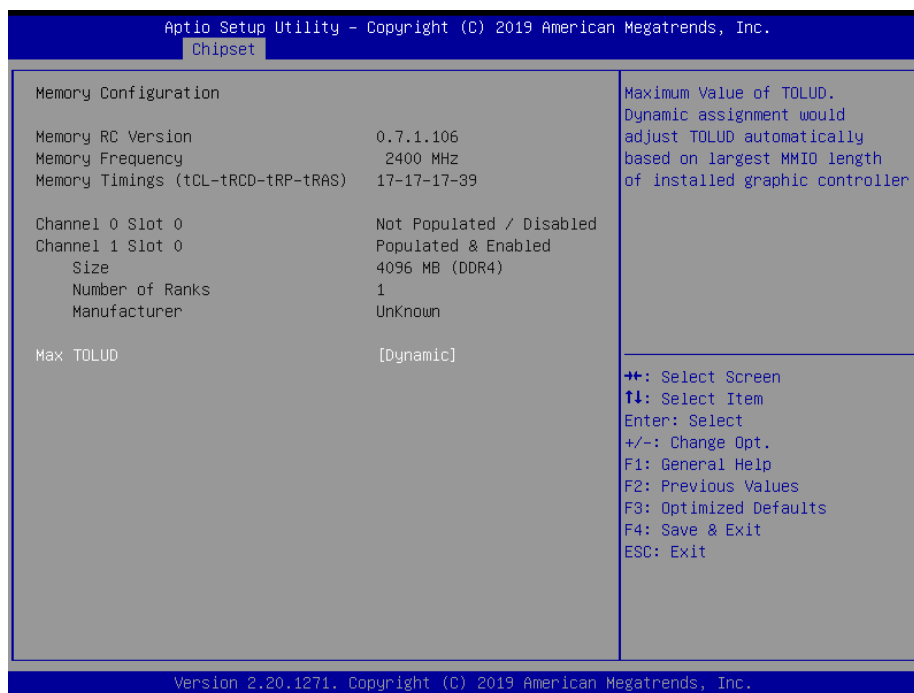 Aptio Setup Utility – Copyright (C) 2019 American Megatrends, Inc.
Chipset
Memory Configuration
Memory RC Version 0.7.1.106
Memory Frequency 2400 MHz
Memory Timings (tCL-tRCD-tRP-tRAS) 17-17-17-39
Channel 0 Slot 0 Not Populated / Disabled
Channel 1 Slot 0 Populated & Enabled
Size 4096 MB (DDR4)
Number of Ranks 1
Manufacturer UnKnown
Max TOLUD [Dynamic]
Maximum Value of TOLUD.
Dynamic assignment would
adjust TOLUD automatically
based on largest MMIO length
of installed graphic controller
→←: Select Screen
↑↓: Select Item
Enter: Select
+/-: Change Opt.
F1: General Help
F2: Previous Values
F3: Optimized Defaults
F4: Save & Exit
ESC: Exit
Version 2.20.1271. Copyright (C) 2019 American Megatrends, Inc.